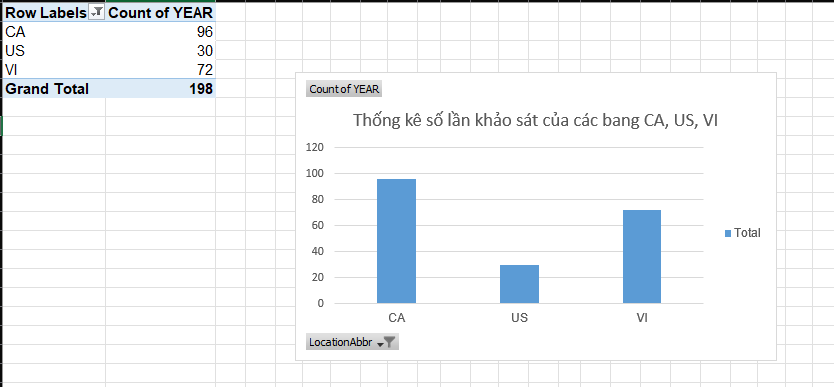 Row Labels Count of YEAR
CA 96
US 30
VI 72
Grand Total 198
Count of YEAR
Thống kê số lần khảo sát của các bang CA, US, VI
120
100
80
60
40
20
0
CA US VI
Total
LocationAbbr